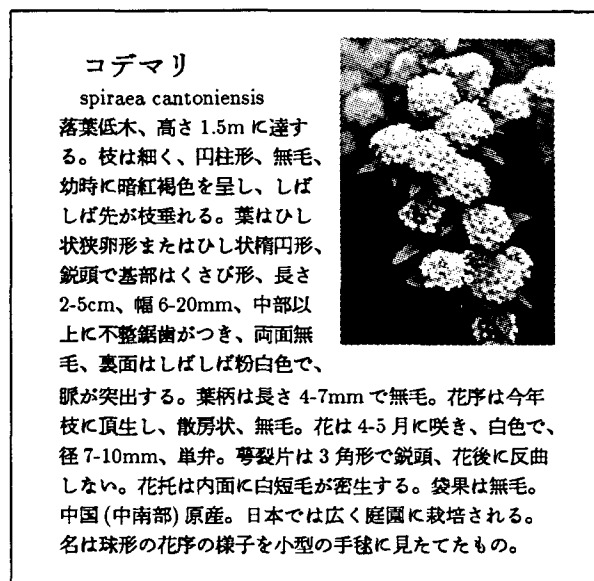 コデマリ
spiraea cantoniensis
落葉低木、高さ 1.5m に達す
る。枝は細く、円柱形、無毛、
幼時に暗紅褐色を呈し、しば
しば先が枝垂れる。葉はひし
状狭卵形またはひし状楕円形、
鋭頭で基部はくさび形、長さ
2-5cm、幅 6-20mm、中部以
上に不整鋸歯がつき、両面無
毛、裏面はしばしば粉白色で、
脈が突出する。葉柄は長さ 4-7mm で無毛。花序は今年
枝に頂生し、散房状、無毛。花は 4-5 月に咲き、白色で、
径 7-10mm、単弁。萼裂片は 3 角形で鋭頭、花後に反曲
しない。花托は内面に白短毛が密生する。袋果は無毛。
中国 (中南部) 原産。日本では広く庭園に栽培される。
名は球形の花序の様子を小型の手毬に見たてたもの。